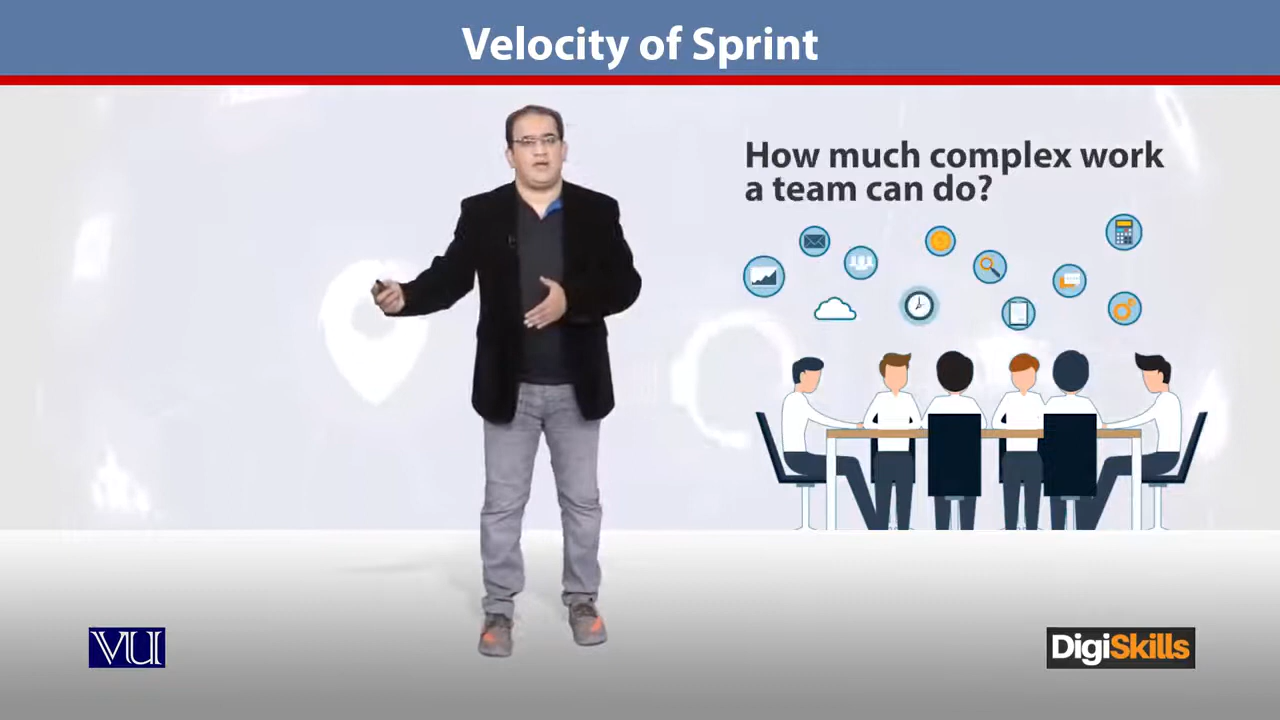 Velocity of Sprint
How much complex work
a team can do?
VU
DigiSkills